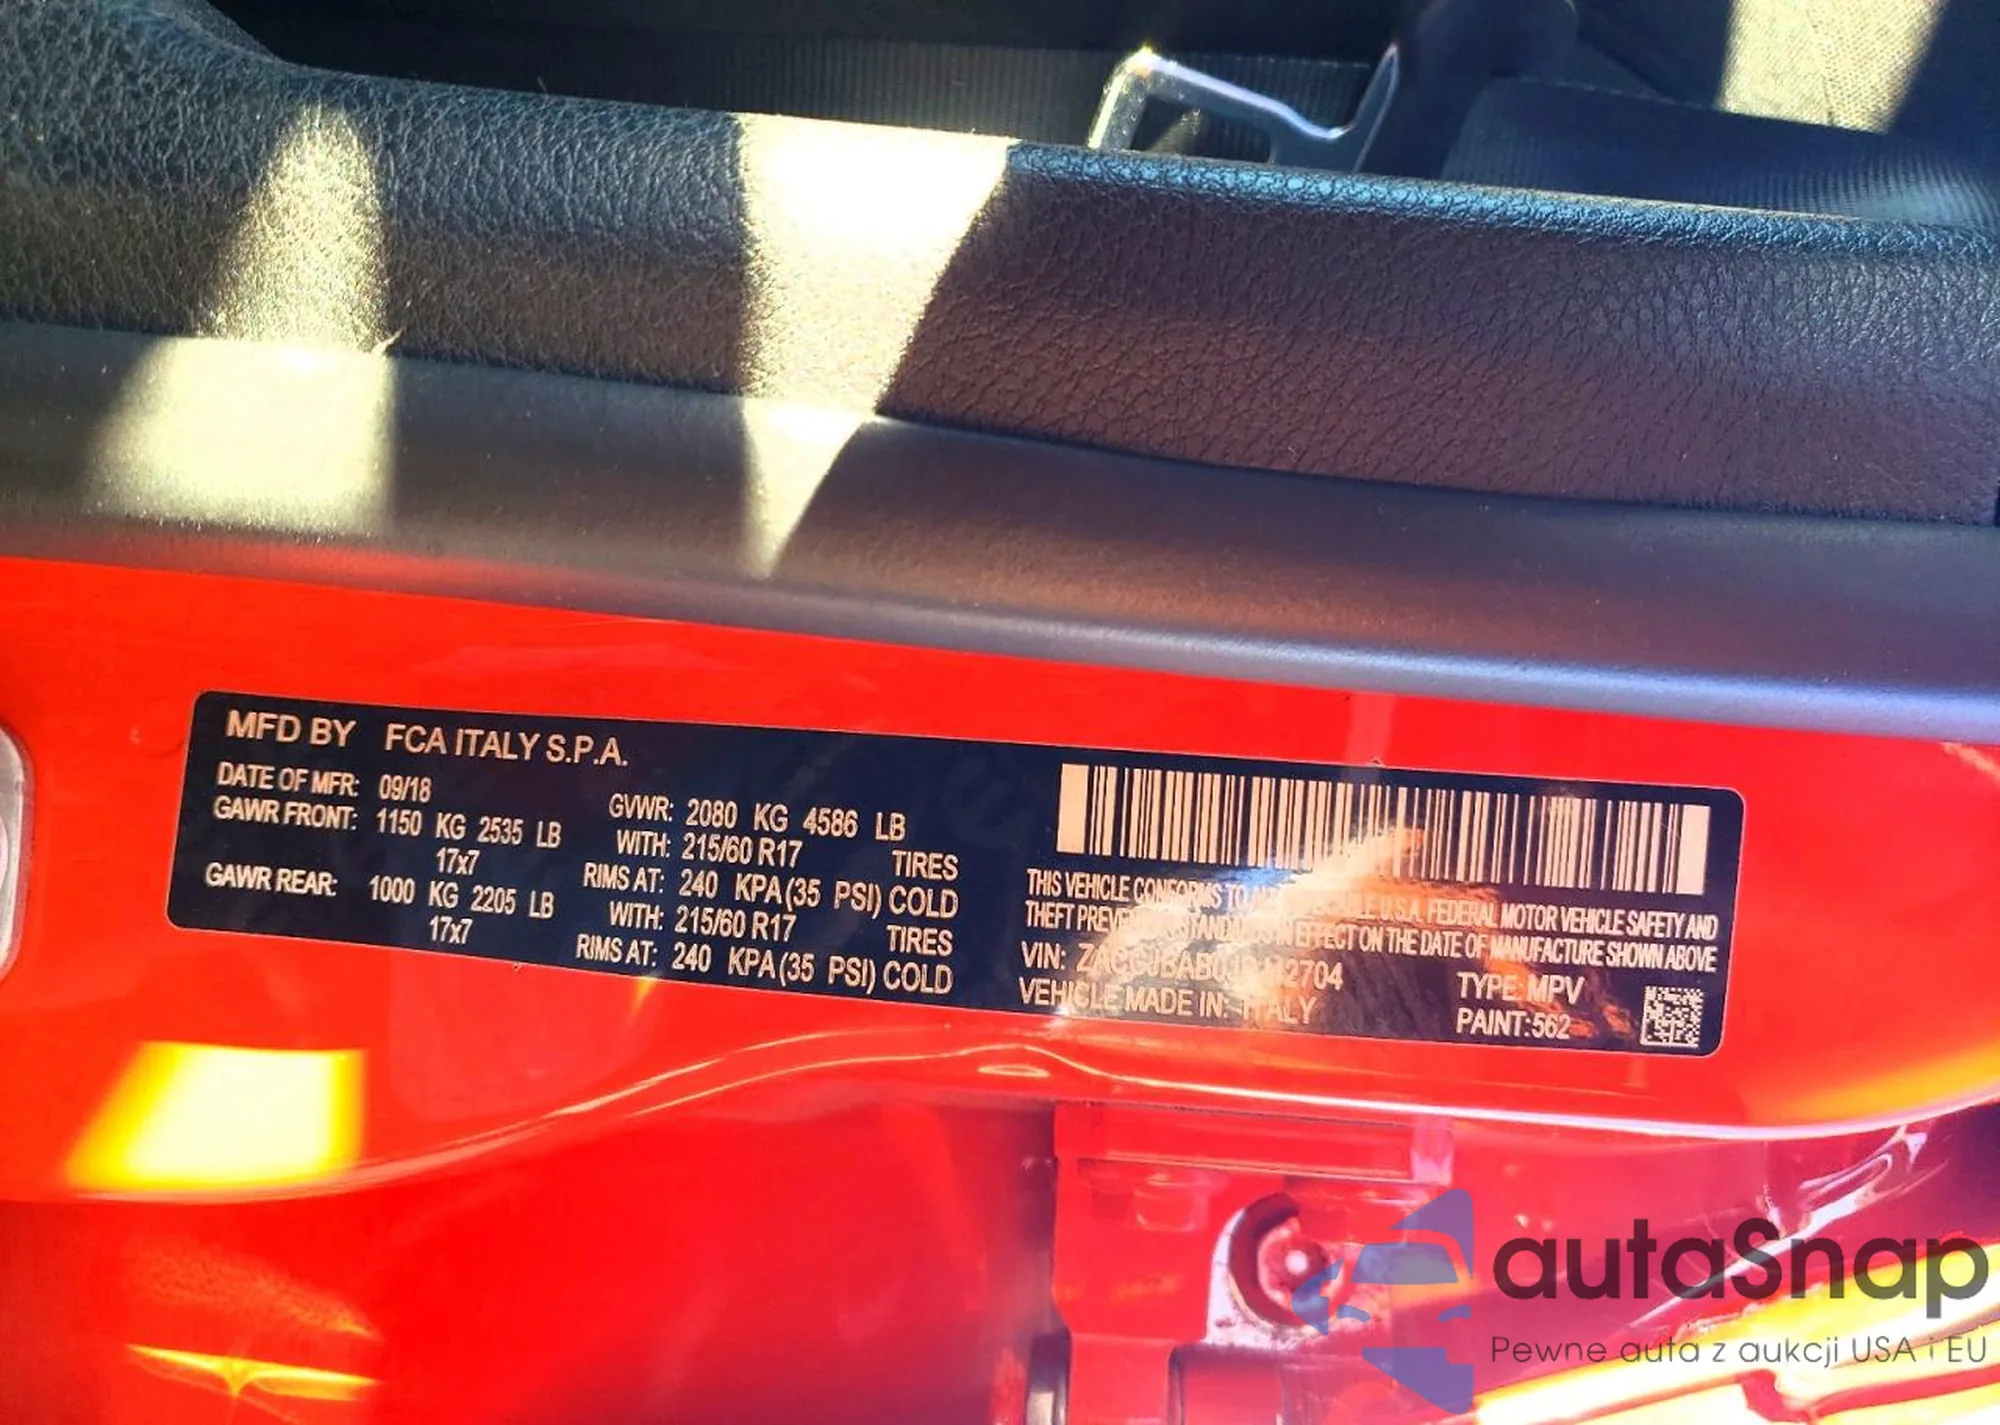 MFD BY FCA ITALY S.P.A.
DATE OF MFR: 09/18 GVWR: 2080 KG 4586 LB
GAWR FRONT: 1150 KG 2535 LB WITH: 215/60 R17 TIRES
17x7 RIMS AT: 240 KPA (35 PSI) COLD
GAWR REAR: 1000 KG 2205 LB WITH: 215/60 R17 TIRES
17x7 RIMS AT: 240 KPA (35 PSI) COLD
THIS VEHICLE CONFORMS TO U.S.A. FEDERAL MOTOR VEHICLE SAFETY AND
THEFT IN EFFECT ON THE DATE OF MANUFACTURE SHOWN ABOVE
VIN: TYPE: MPV
VEHICLE MADE IN: ITALY PAINT: 562
autaSnap
Pewne auta z aukcji USA i EU